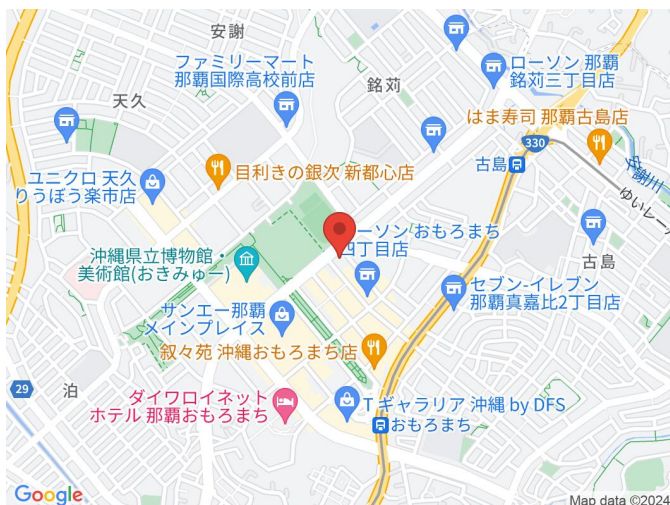 安謝
ファミリーマート
那覇国際高校前店
ローソン 那覇
銘苅三丁目店
天久
銘苅
はま寿司 那覇古島店
330
古島
安謝川
ユニクロ 天久
りうぼう楽市店
目利きの銀次 新都心店
ゆいレール
ローソン おもろまち
四丁目店
古島
沖縄県立博物館・
美術館(おきみゅー)
セブン-イレブン
那覇真嘉比2丁目店
サンエー那覇
メインプレイス
叙々苑 沖縄おもろまち店
29
泊
ダイワロイネット
ホテル 那覇おもろまち
T ギャラリア 沖縄 by DFS
おもろまち
Google
Map data ©2024